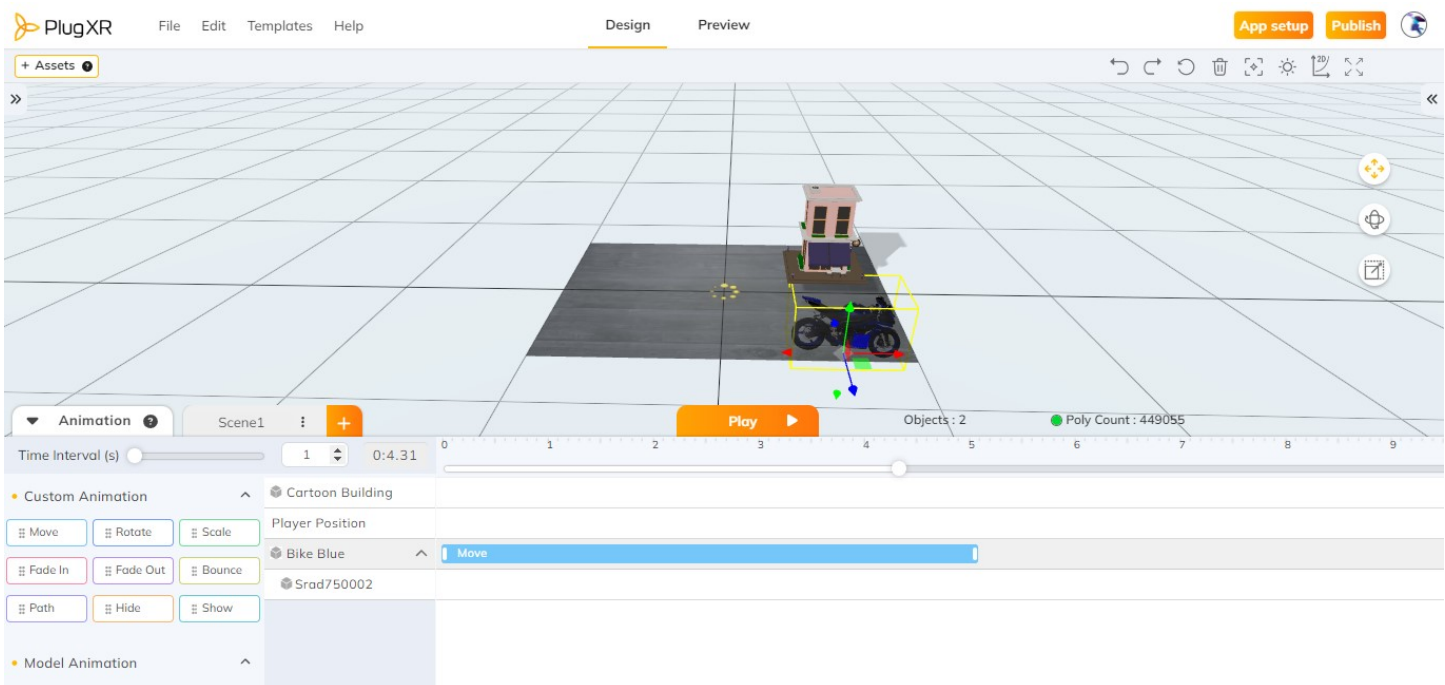 PlugXR File Edit Templates Help Design Preview App setup Publish
+ Assets ?
2D
Animation ? Scene1 + Play Objects : 2 Poly Count : 449055
Time Interval (s) 1 0:4.31 0 1 2 3 4 5 6 7 8 9
Custom Animation
Cartoon Building
Move Rotate Scale
Player Position
Bike Blue Move
Fade In Fade Out Bounce
Srad750002
Path Hide Show
Model Animation